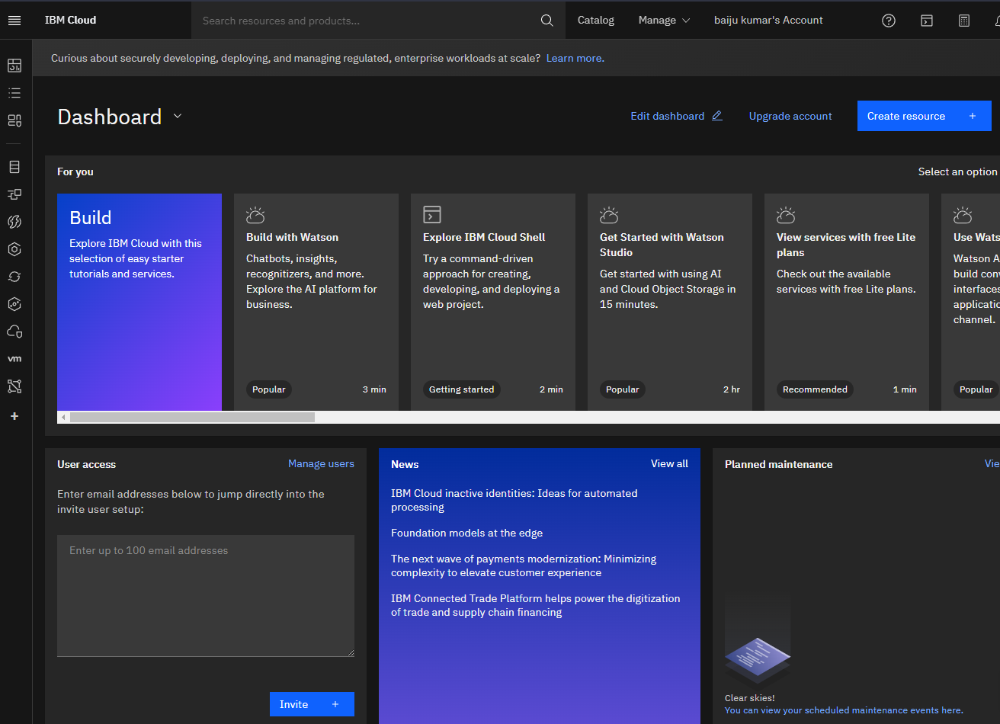 IBM Cloud
Search resources and products...
Catalog
Manage
baiju kumar's Account
Curious about securely developing, deploying, and managing regulated, enterprise workloads at scale? Learn more.
Dashboard
Edit dashboard
Upgrade account
Create resource +
For you
Select an option
Build
Explore IBM Cloud with this
selection of easy starter
tutorials and services.
Build with Watson
Chatbots, insights,
recognitizers, and more.
Explore the AI platform for
business.
Popular
3 min
Explore IBM Cloud Shell
Try a command-driven
approach for creating,
developing, and deploying a
web project.
Getting started
2 min
Get Started with Watson
Studio
Get started with using AI
and Cloud Object Storage in
15 minutes.
Popular
2 hr
View services with free Lite
plans
Check out the available
services with free Lite plans.
Recommended
1 min
Use Wats
Watson A
build conv
interfaces
applicatio
channel.
Popular
vm
+
User access
Manage users
Enter email addresses below to jump directly into the
invite user setup:
Enter up to 100 email addresses
Invite +
News
View all
IBM Cloud inactive identities: Ideas for automated
processing
Foundation models at the edge
The next wave of payments modernization: Minimizing
complexity to elevate customer experience
IBM Connected Trade Platform helps power the digitization
of trade and supply chain financing
Planned maintenance
Vie
Clear skies!
You can view your scheduled maintenance events here.